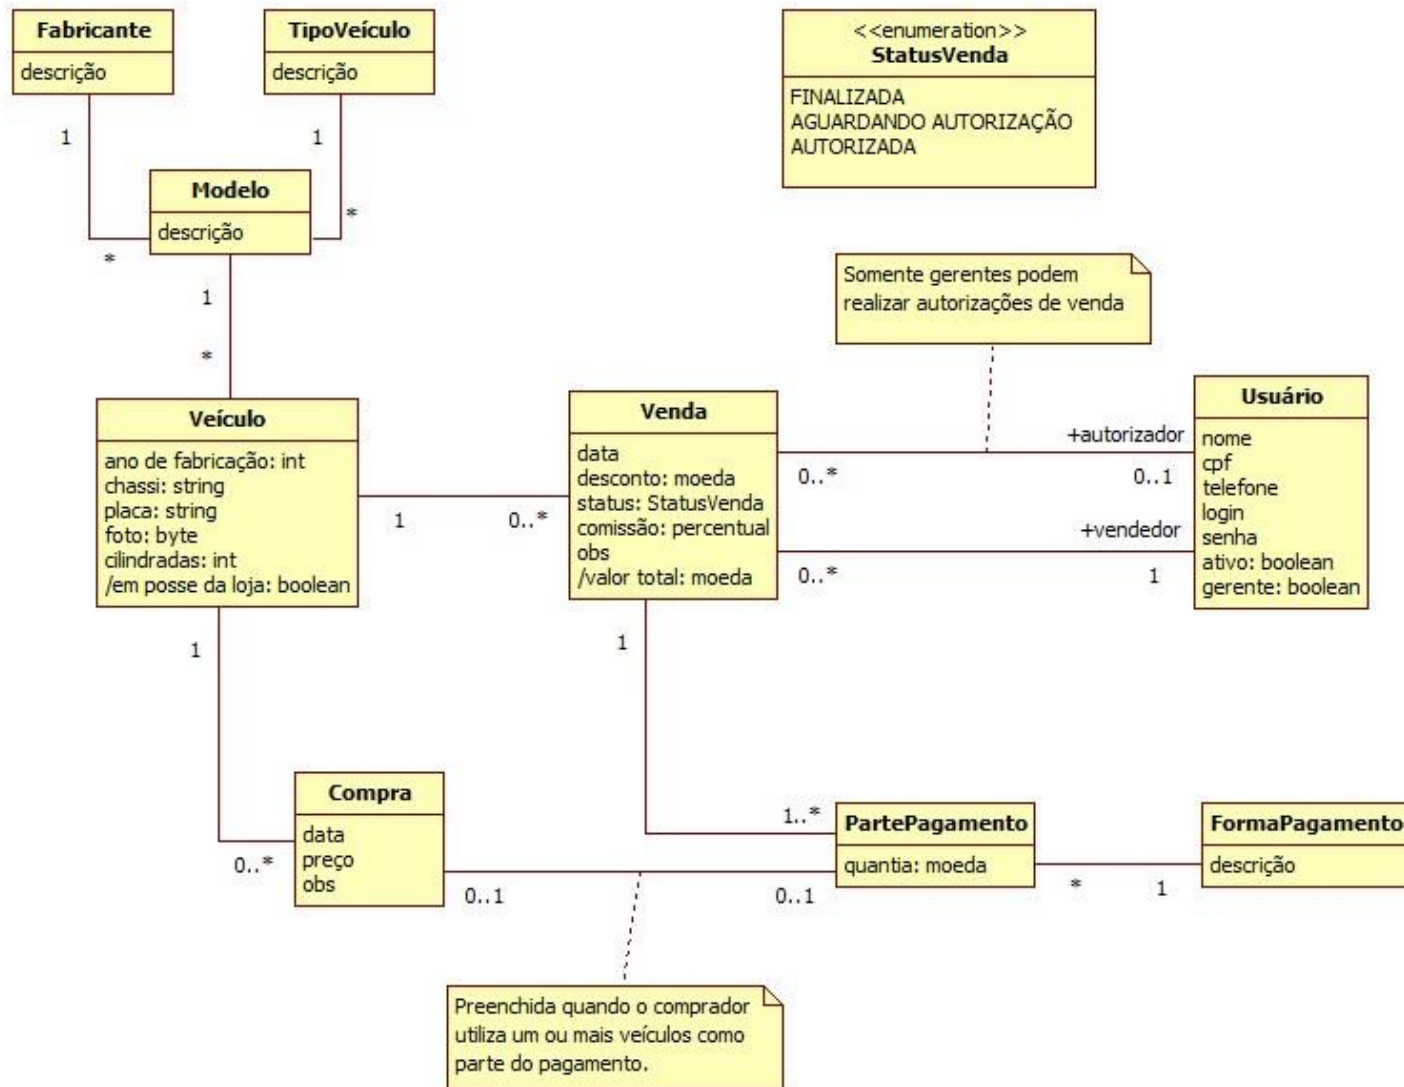 Fabricante
descrição
TipoVeículo
descrição
<<enumeration>>
StatusVenda
FINALIZADA
AGUARDANDO AUTORIZAÇÃO
AUTORIZADA
1
1
Modelo
descrição
*
*
1
*
Somente gerentes podem
realizar autorizações de venda
Veículo
ano de fabricação: int
chassi: string
placa: string
foto: byte
cilindradas: int
/em posse da loja: boolean
1
0..*
Venda
data
desconto: moeda
status: StatusVenda
comissão: percentual
obs
/valor total: moeda
+autorizador
0..*
0..1
+vendedor
0..*
1
Usuário
nome
cpf
telefone
login
senha
ativo: boolean
gerente: boolean
1
1
Compra
data
preço
obs
0..*
0..1
1..*
0..1
PartePagamento
quantia: moeda
*
1
FormaPagamento
descrição
Preenchida quando o comprador
utiliza um ou mais veículos como
parte do pagamento.